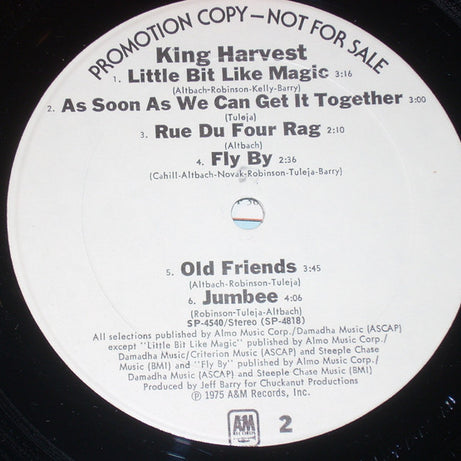 PROMOTION COPY—NOT FOR SALE
King Harvest
1. Little Bit Like Magic 3:16
(Altbach-Robinson-Kelly-Barry)
2. As Soon As We Can Get It Together 3:00
(Tuleja)
3. Rue Du Four Rag 2:10
(Altbach)
4. Fly By 2:36
(Cahill-Altbach-Novak-Robinson-Tuleja-Barry)
5. Old Friends 3:45
(Altbach-Robinson-Tuleja)
6. Jumbee 4:06
(Robinson-Tuleja-Altbach)
SP-4540/Stereo (SP-4818)
All selections published by Almo Music Corp./Damadha Music (ASCAP)
except "Little Bit Like Magic" published by Almo Music Corp./
Damadha Music/Criterion Music (ASCAP) and Steeple Chase
Music (BMI) and "Fly By" published by Almo Music Corp./
Damadha Music (ASCAP) and Steeple Chase Music (BMI)
Produced by Jeff Barry for Chuckanut Productions
Ⓟ 1975 A&M Records, Inc.
A&M
RECORDS
2